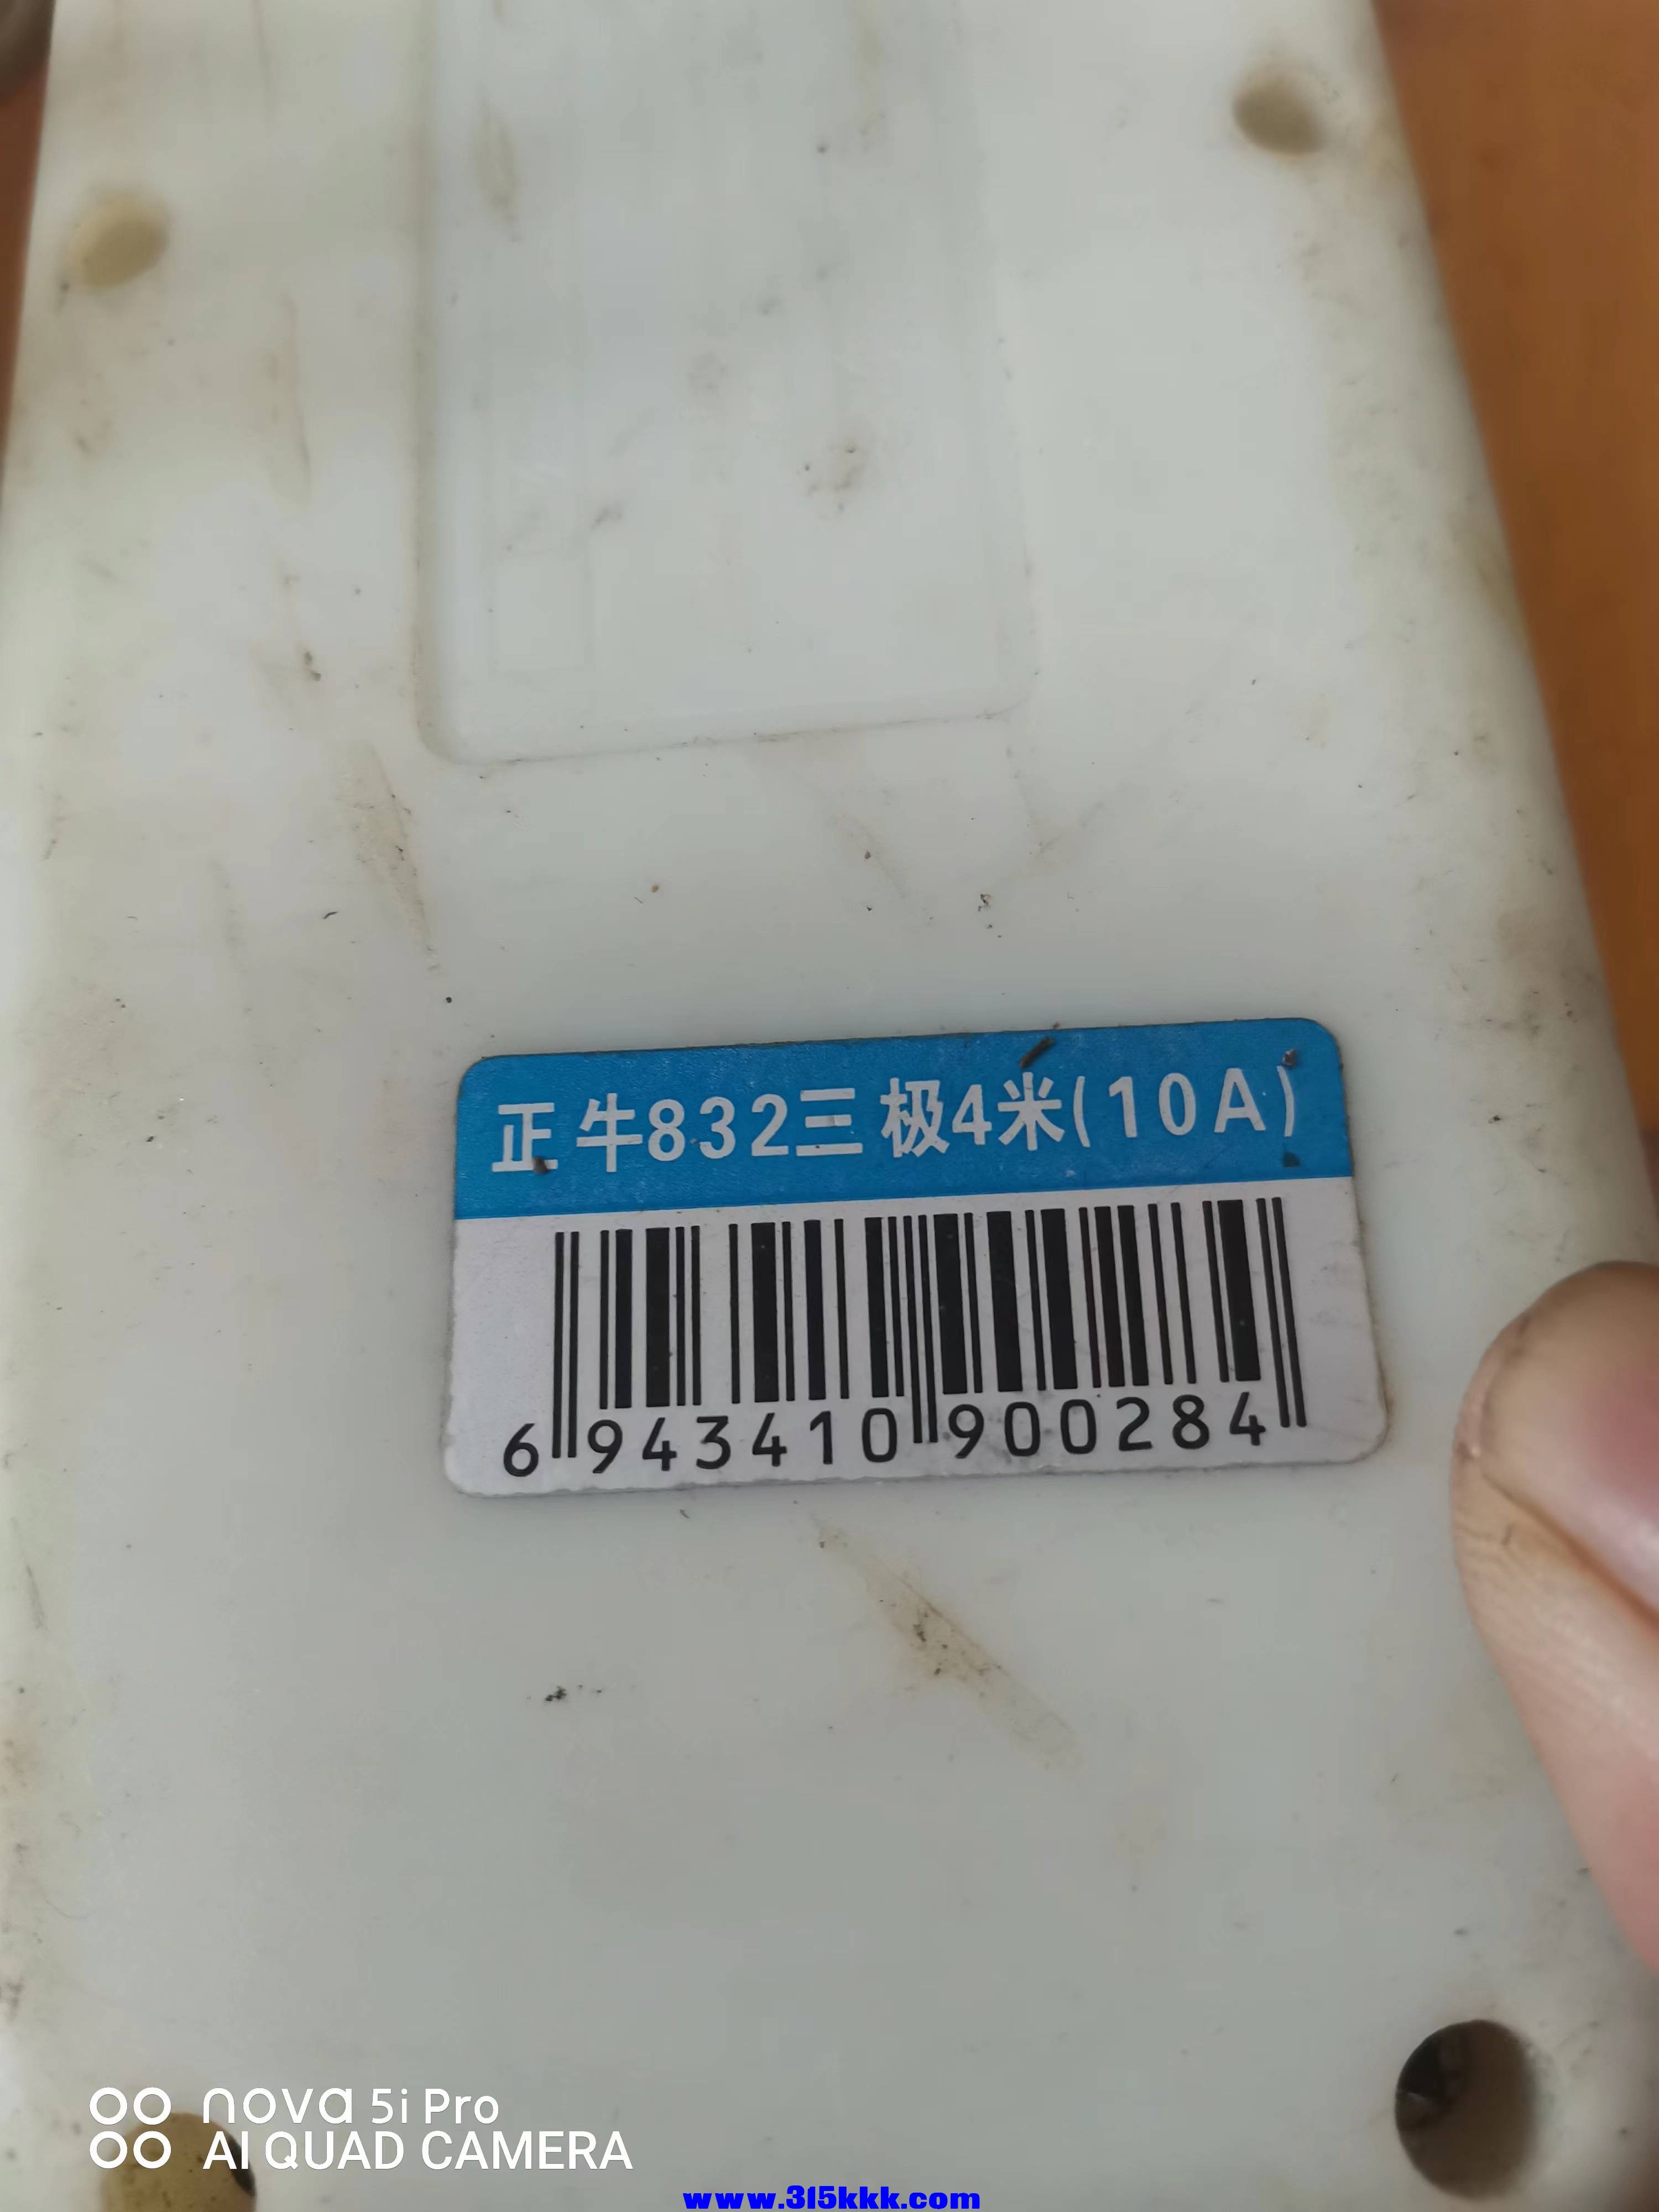 正牛832三极4米(10A)
6 943410 900284
nova 5i Pro
AI QUAD CAMERA
www.315kkk.com